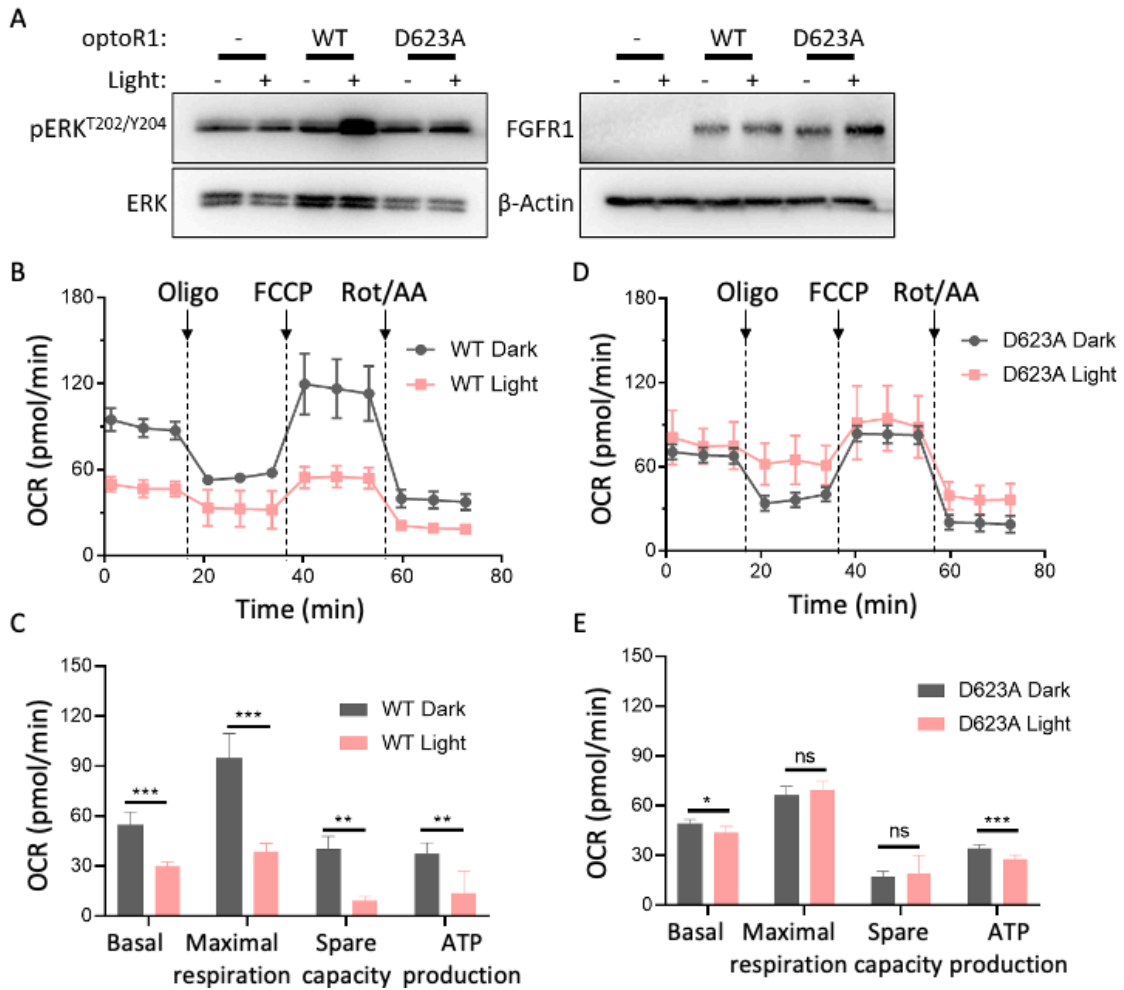 A
optoR1: - WT D623A - WT D623A
Light: - + - + - + - + - + - +
pERK^T202/Y204
FGFR1
ERK
β-Actin
B
180
120
60
0
OCR (pmol/min)
Oligo FCCP Rot/AA
WT Dark
WT Light
0 20 40 60 80
Time (min)
D
180
120
60
0
OCR (pmol/min)
Oligo FCCP Rot/AA
D623A Dark
D623A Light
0 20 40 60 80
Time (min)
C
150
120
90
60
30
0
OCR (pmol/min)
WT Dark
WT Light
*** *** ** **
Basal Maximal Spare ATP
respiration capacity production
E
150
120
90
60
30
0
OCR (pmol/min)
D623A Dark
D623A Light
* ns ns ***
Basal Maximal Spare ATP
respiration capacity production